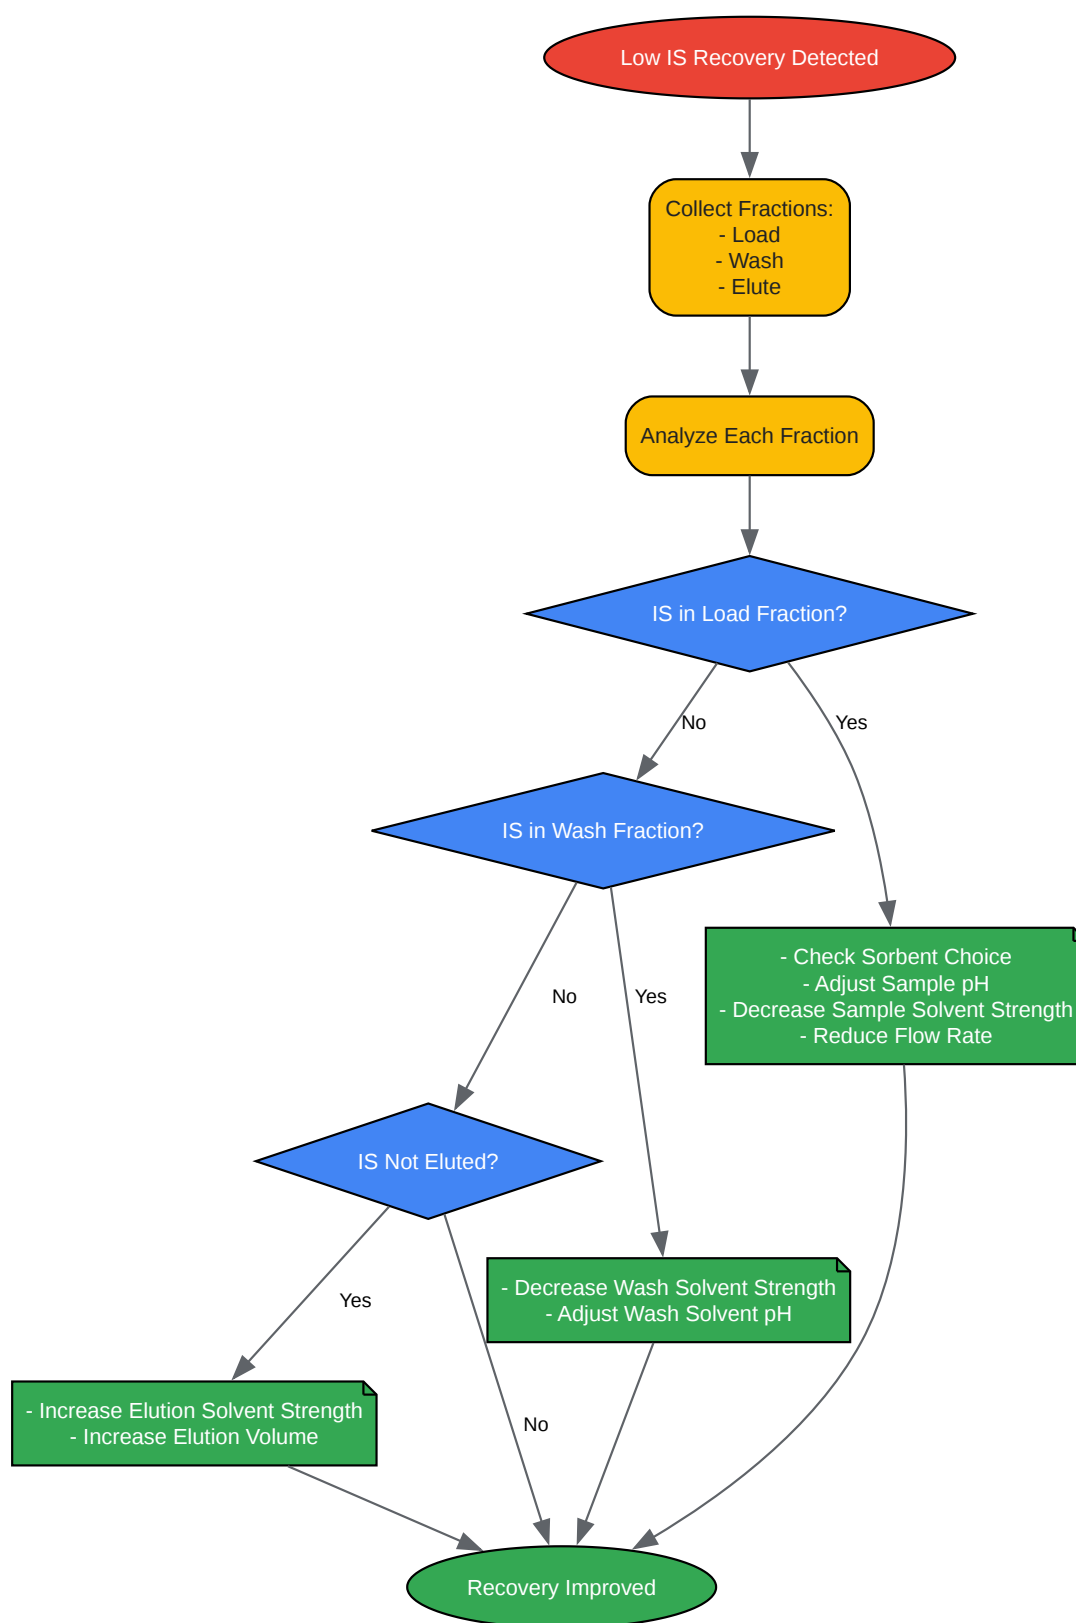 Low IS Recovery Detected
Collect Fractions:
- Load
- Wash
- Elute
Analyze Each Fraction
IS in Load Fraction?
No
Yes
IS in Wash Fraction?
- Check Sorbent Choice
- Adjust Sample pH
- Decrease Sample Solvent Strength
- Reduce Flow Rate
No
Yes
IS Not Eluted?
- Decrease Wash Solvent Strength
- Adjust Wash Solvent pH
Yes
- Increase Elution Solvent Strength
- Increase Elution Volume
No
Recovery Improved